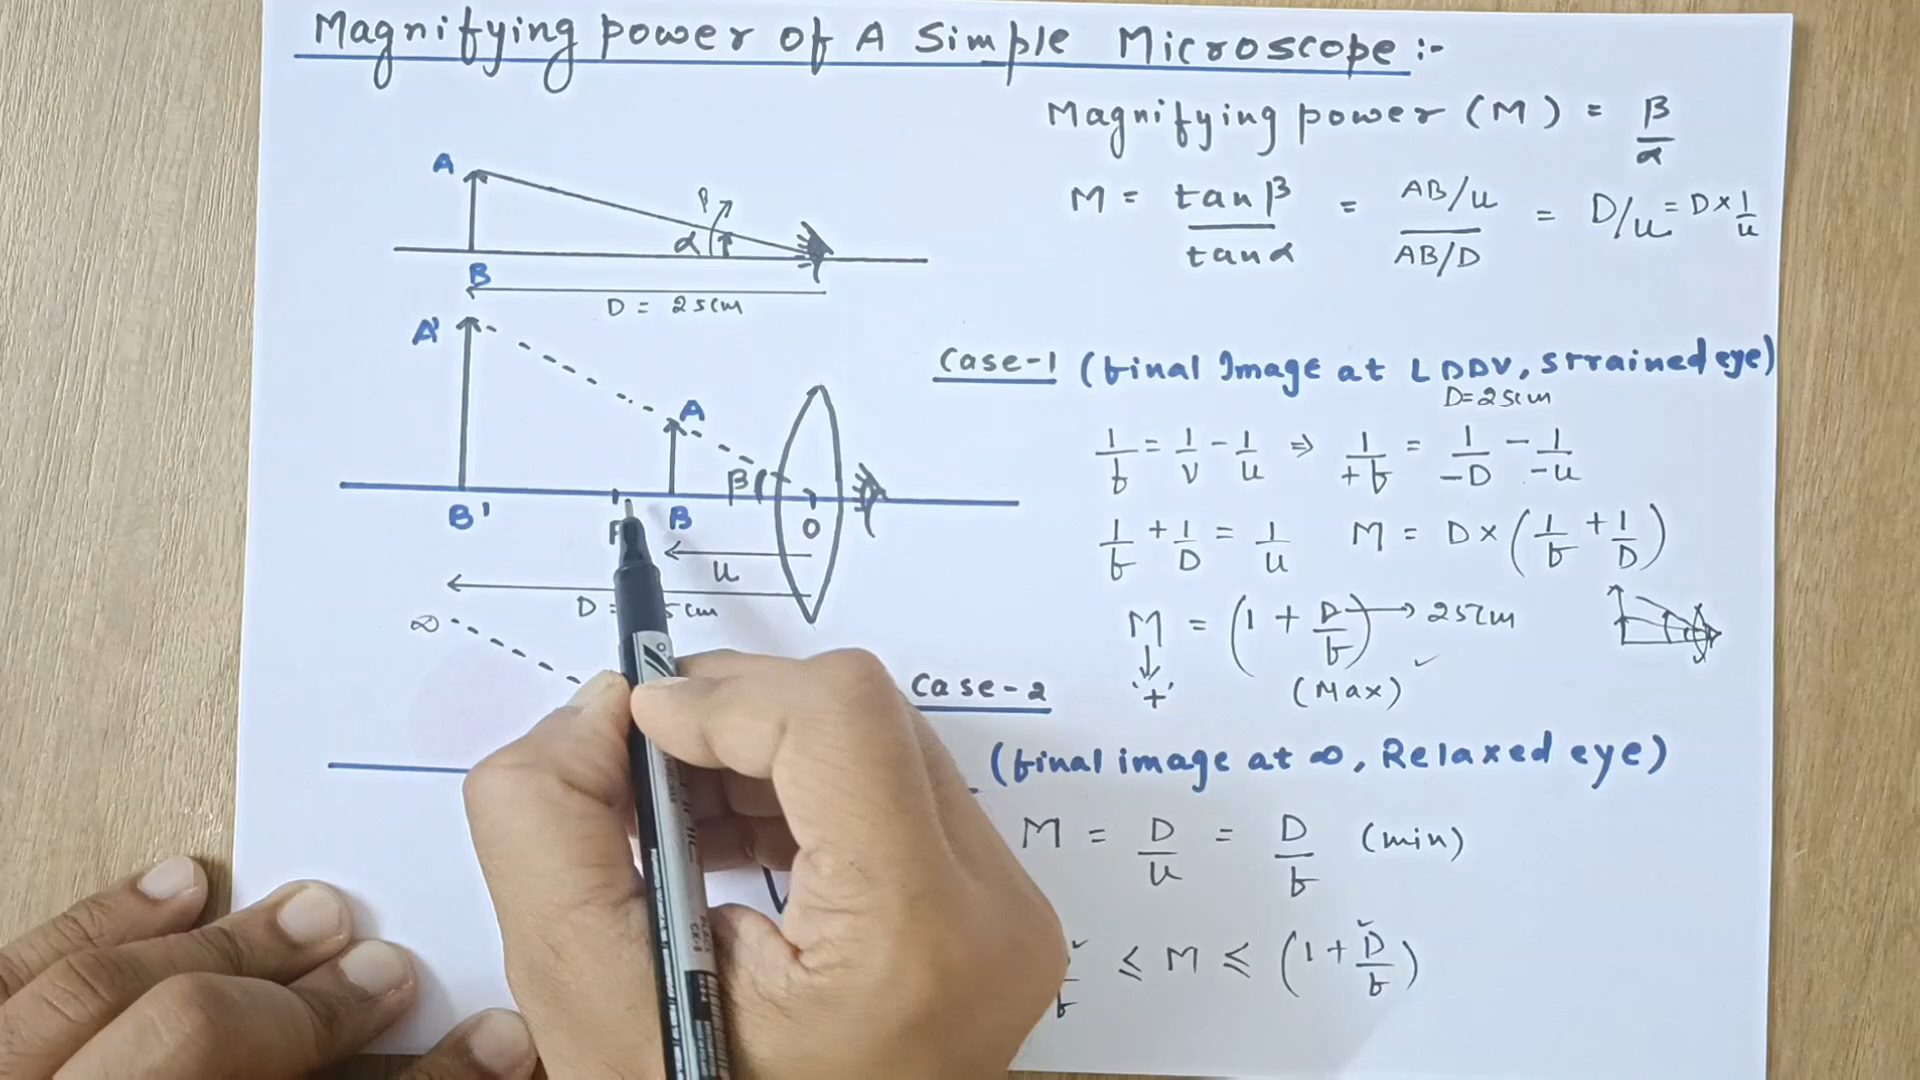 Magnifying power of A Simple Microscope :-
Magnifying power (M) = β/α
M = tanβ/tanα = (AB/u)/(AB/D) = D/u = D × 1/u
A
β
α
B
D = 25cm
A'
A
β
B'
B
O
u
D = 5cm
∞
Case-1 (final Image at LDDV, strained eye)
D=25cm
1/f = 1/v - 1/u ⇒ 1/+f = 1/-D - 1/-u
1/f + 1/D = 1/u M = D×(1/f + 1/D)
M = (1 + D/f) → 25cm
'+' (Max) ✓
Case-2
(final image at ∞, Relaxed eye)
M = D/u = D/f (min)
≤ M ≤ (1 + D/f)